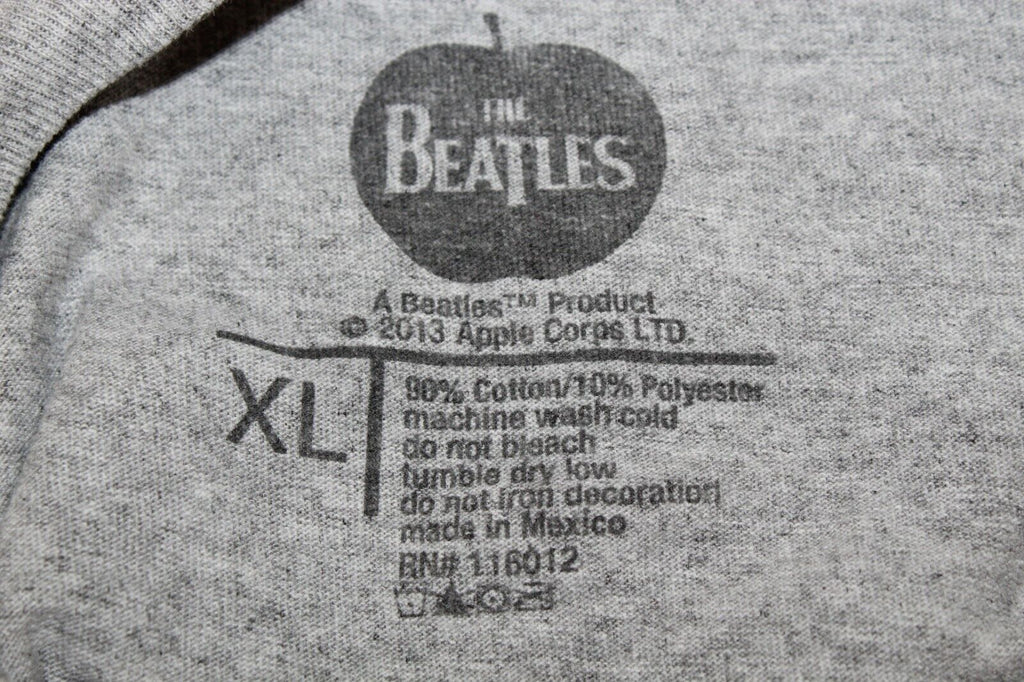 THE
BEATLES
A Beatles™ Product
© 2013 Apple Corps LTD.
XL
90% Cotton/10% Polyester
machine wash cold
do not bleach
tumble dry low
do not iron decoration
made in Mexico
RN# 116012